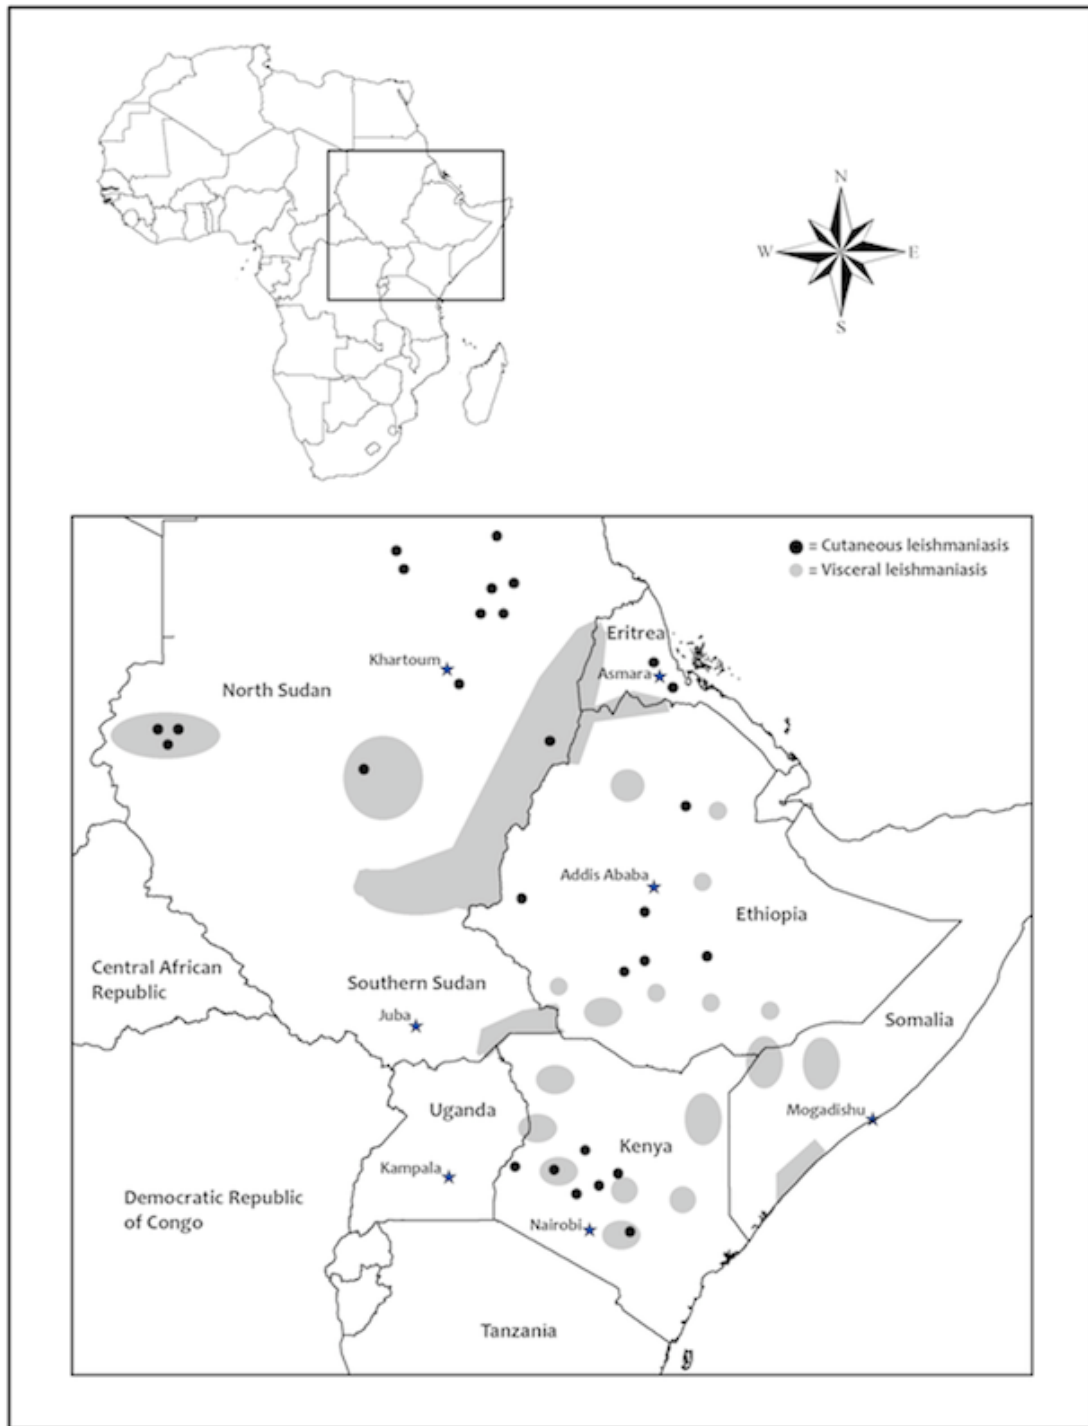 N
W E
S
● = Cutaneous leishmaniasis
● = Visceral leishmaniasis
Eritrea
Khartoum
Asmara
North Sudan
Addis Ababa
Ethiopia
Central African
Republic
Southern Sudan
Juba
Somalia
Uganda
Mogadishu
Kenya
Kampala
Democratic Republic
of Congo
Nairobi
Tanzania